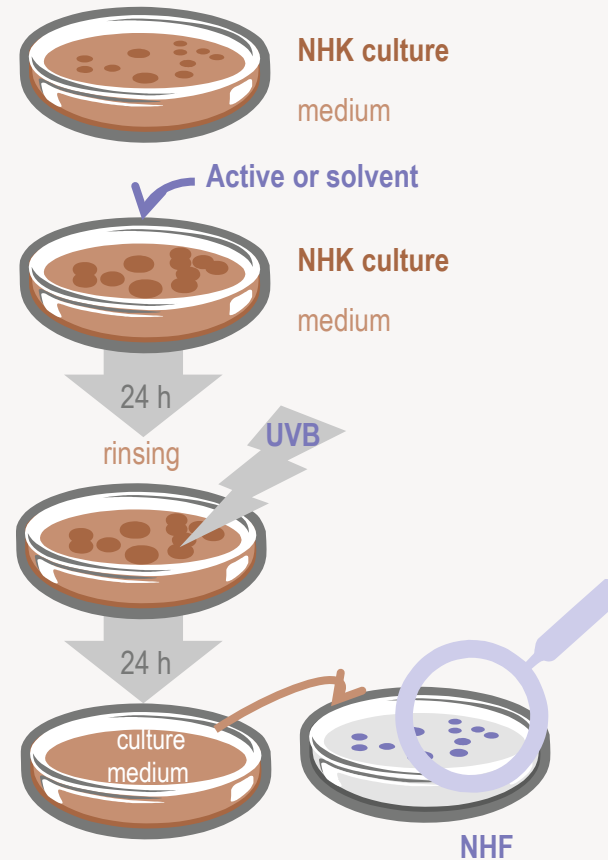 NHK culture
medium
Active or solvent
NHK culture
medium
24 h
rinsing
UVB
24 h
culture
medium
NHF